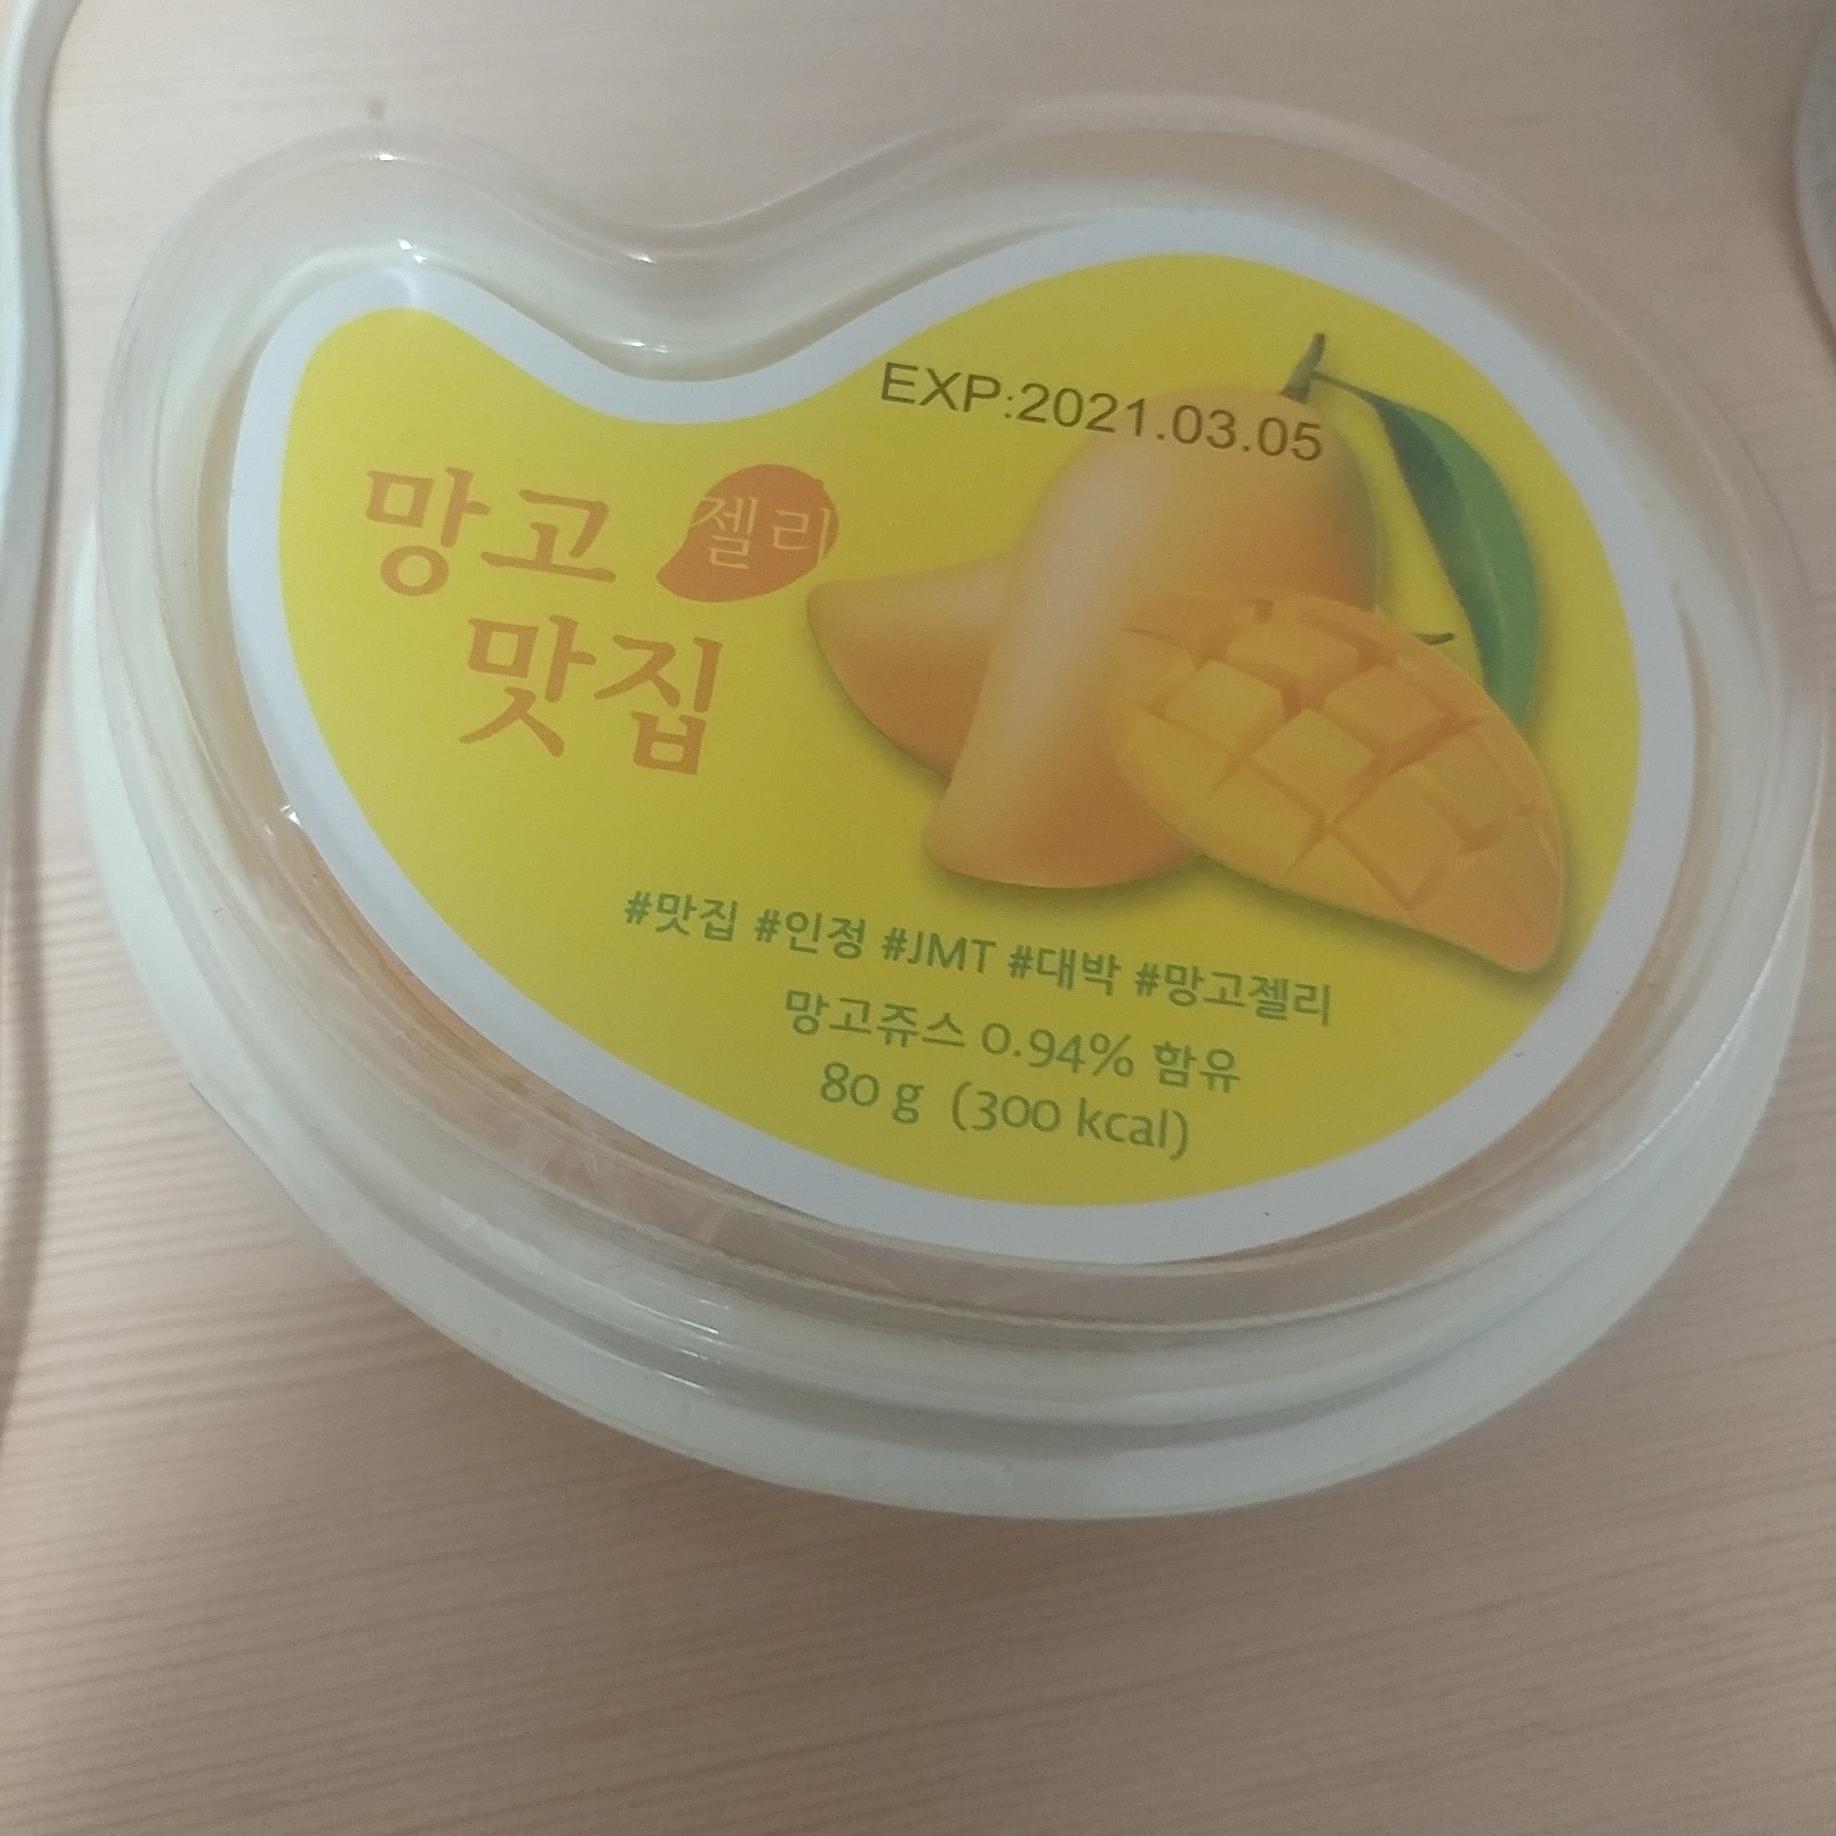 EXP:2021.03.05
망고 젤리
맛집
#맛집 #인정 #JMT #대박 #망고젤리
망고쥬스 0.94% 함유
80 g (300 kcal)